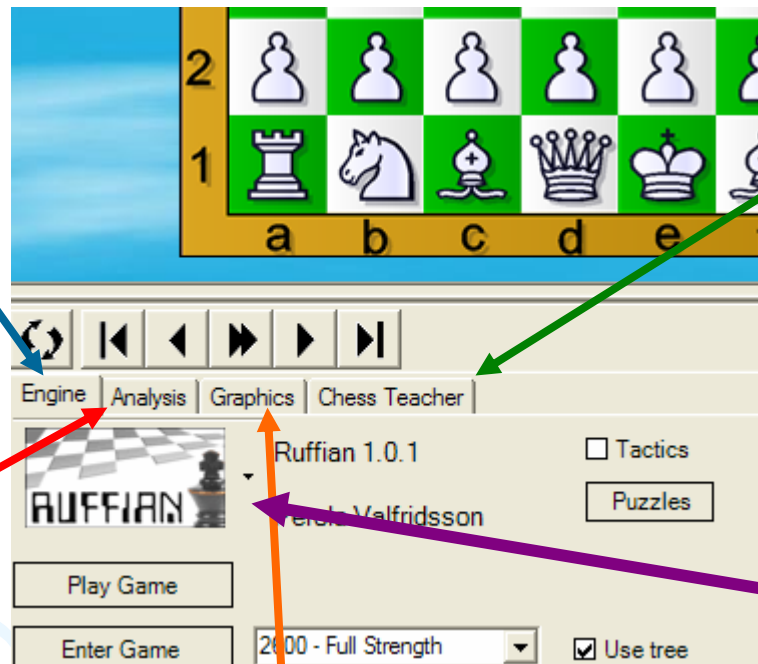 2
1
a b c d e
Engine Analysis Graphics Chess Teacher
Ruffian 1.0.1
Tactics
RUFFIAN
Valfridsson
Puzzles
Play Game
Enter Game
2600 - Full Strength
Use tree